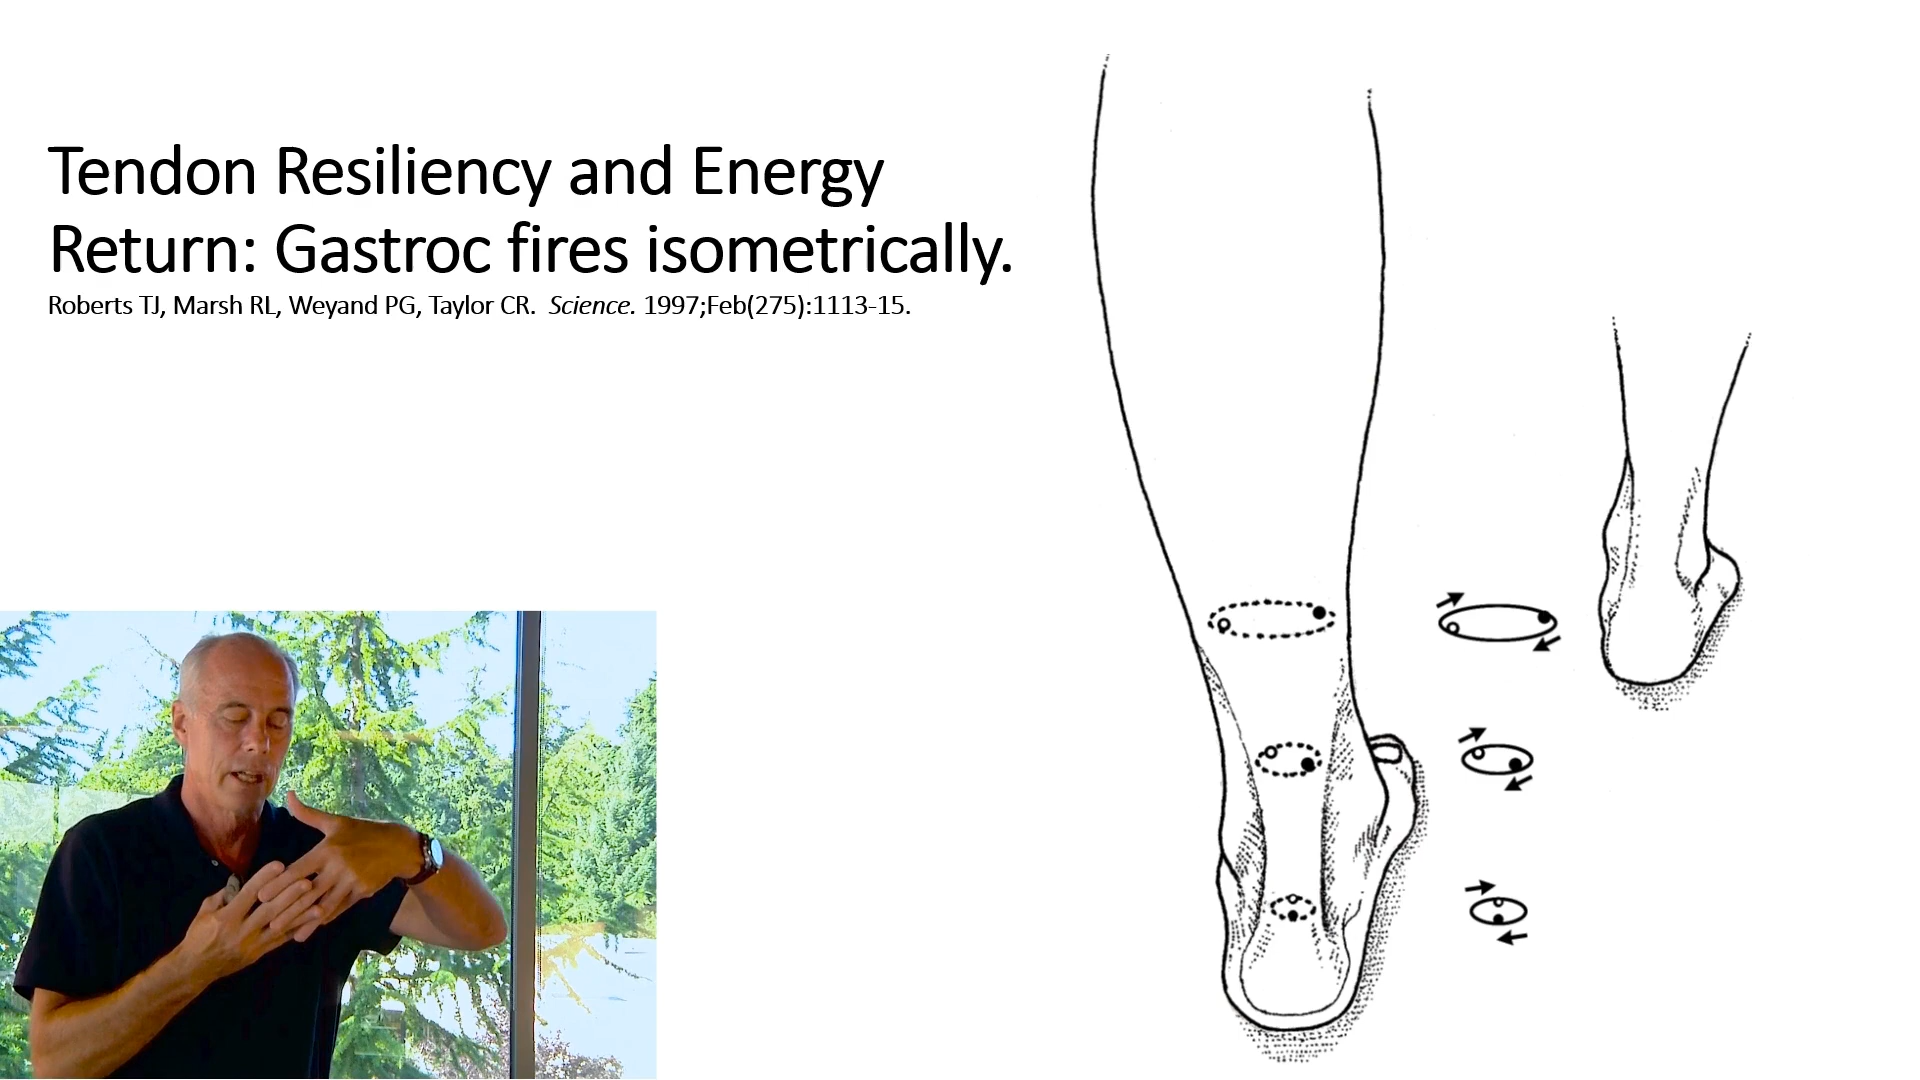 Tendon Resiliency and Energy
Return: Gastroc fires isometrically.
Roberts TJ, Marsh RL, Weyand PG, Taylor CR. Science. 1997;Feb(275):1113-15.